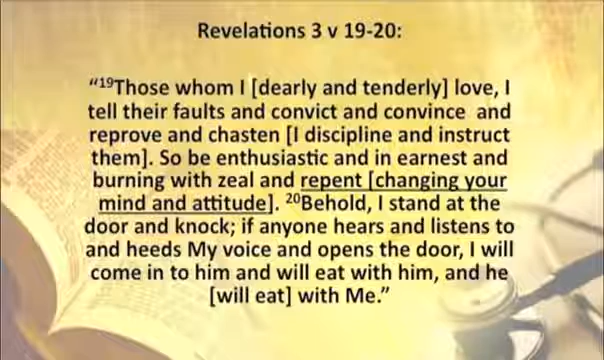 Revelations 3 v 19-20:
“¹⁹Those whom I [dearly and tenderly] love, I
tell their faults and convict and convince and
reprove and chasten [I discipline and instruct
them]. So be enthusiastic and in earnest and
burning with zeal and repent [changing your
mind and attitude]. ²⁰Behold, I stand at the
door and knock; if anyone hears and listens to
and heeds My voice and opens the door, I will
come in to him and will eat with him, and he
[will eat] with Me.”